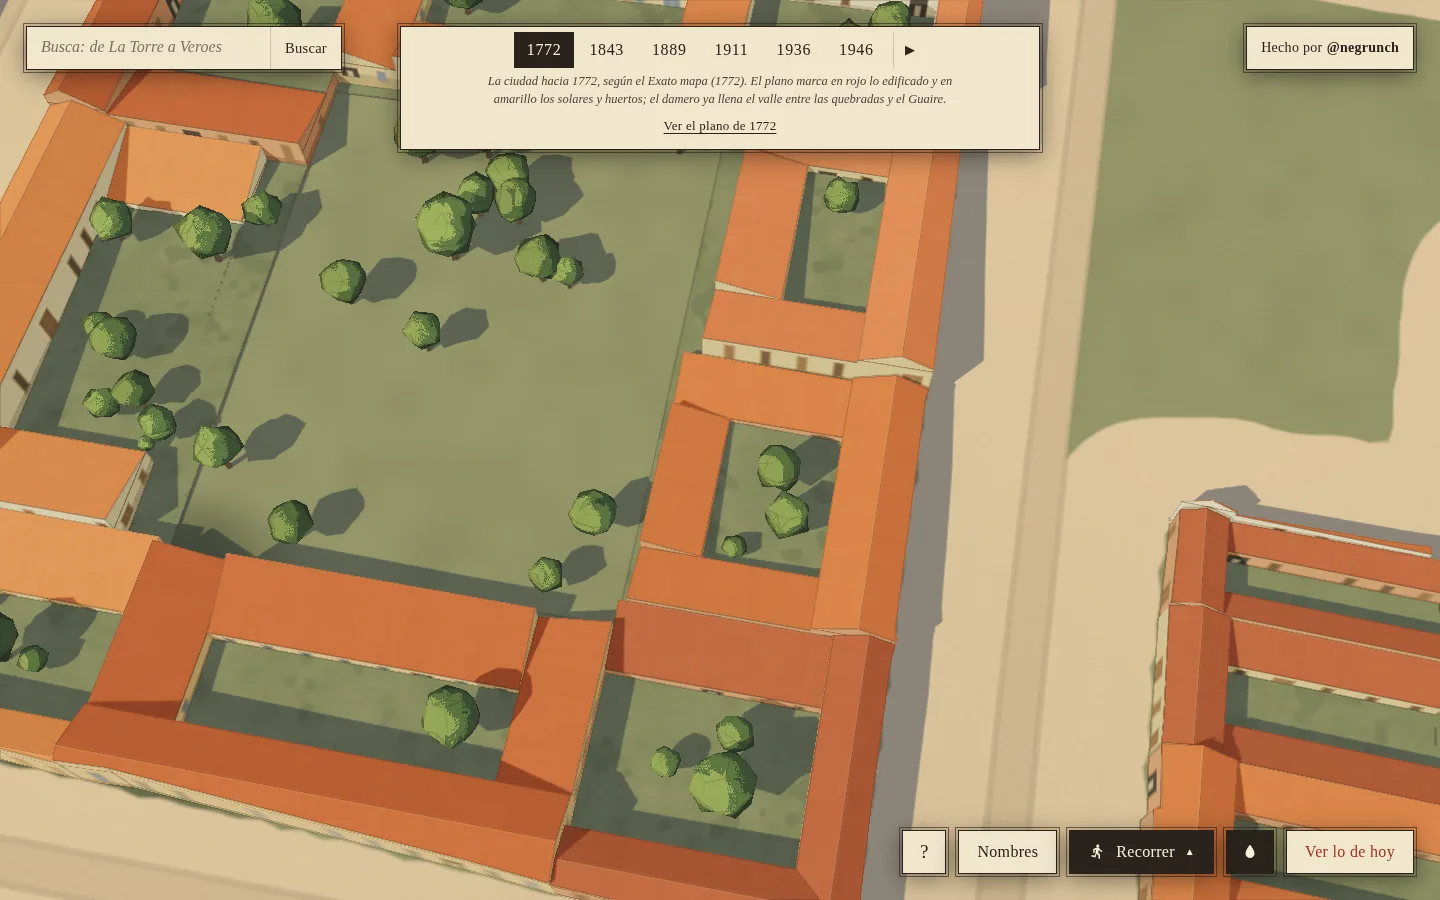 Busca: de La Torre a Veroes
Buscar
1772 1843 1889 1911 1936 1946 ▶
La ciudad hacia 1772, según el Exato mapa (1772). El plano marca en rojo lo edificado y en
amarillo los solares y huertos; el damero ya llena el valle entre las quebradas y el Guaire.
Ver el plano de 1772
Hecho por @negrunch
?
Nombres
Recorrer ▲
Ver lo de hoy